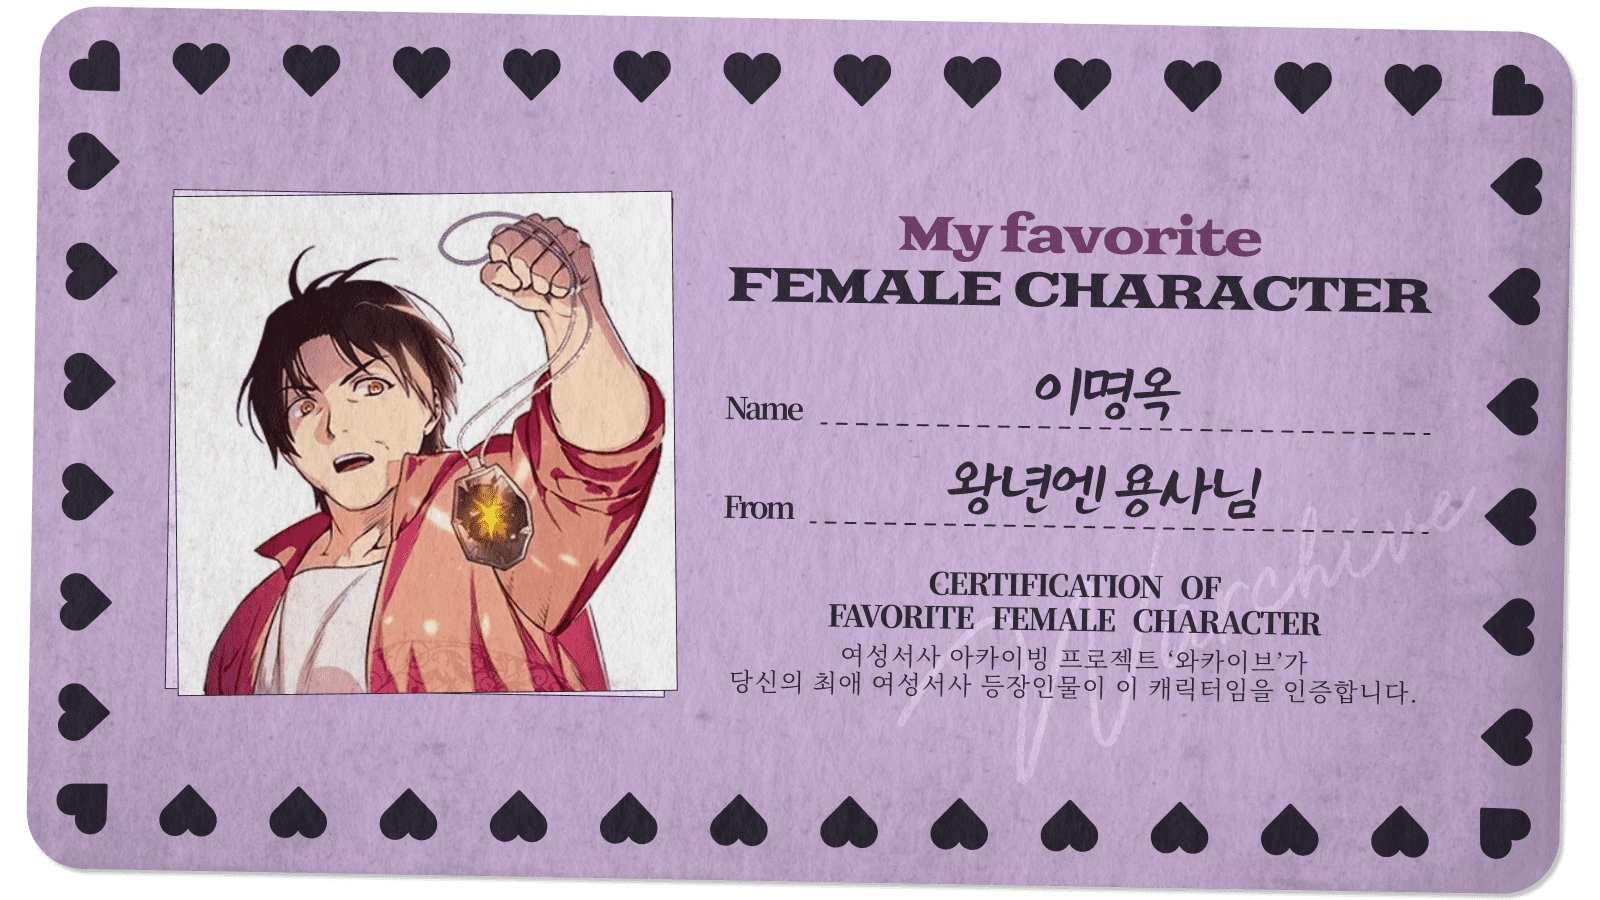 My favorite
FEMALE CHARACTER
Name 이명옥
From 왕년엔 용사님
Warchive
CERTIFICATION OF
FAVORITE FEMALE CHARACTER
여성서사 아카이빙 프로젝트 ‘와카이브’가
당신의 최애 여성서사 등장인물이 이 캐릭터임을 인증합니다.